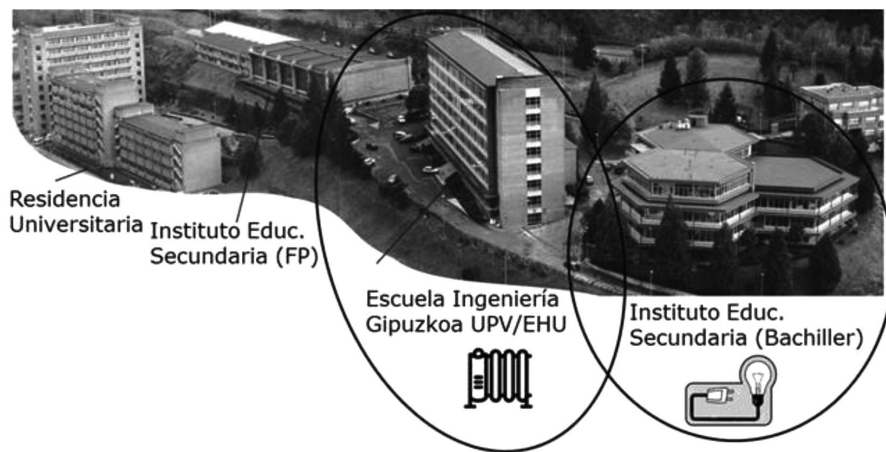 Residencia
Universitaria
Instituto Educ.
Secundaria (FP)
Escuela Ingeniería
Gipuzkoa UPV/EHU
Instituto Educ.
Secundaria (Bachiller)